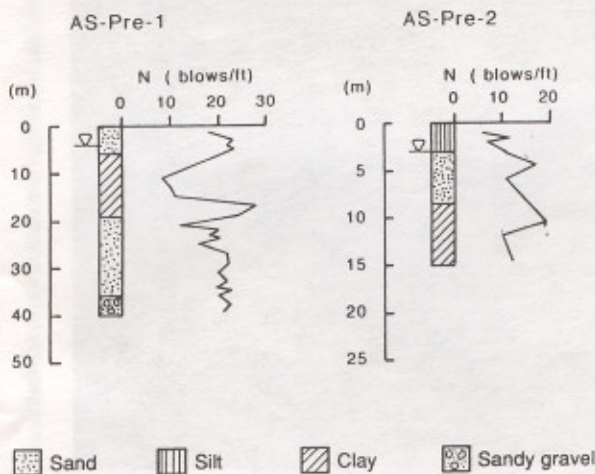 AS-Pre-1
AS-Pre-2
N ( blows/ft)
(m) 0 10 20 30
0
10
20
30
40
50
N ( blows/ft)
(m) 0 10 20
0
5
10
15
20
25
Sand Silt Clay Sandy gravel